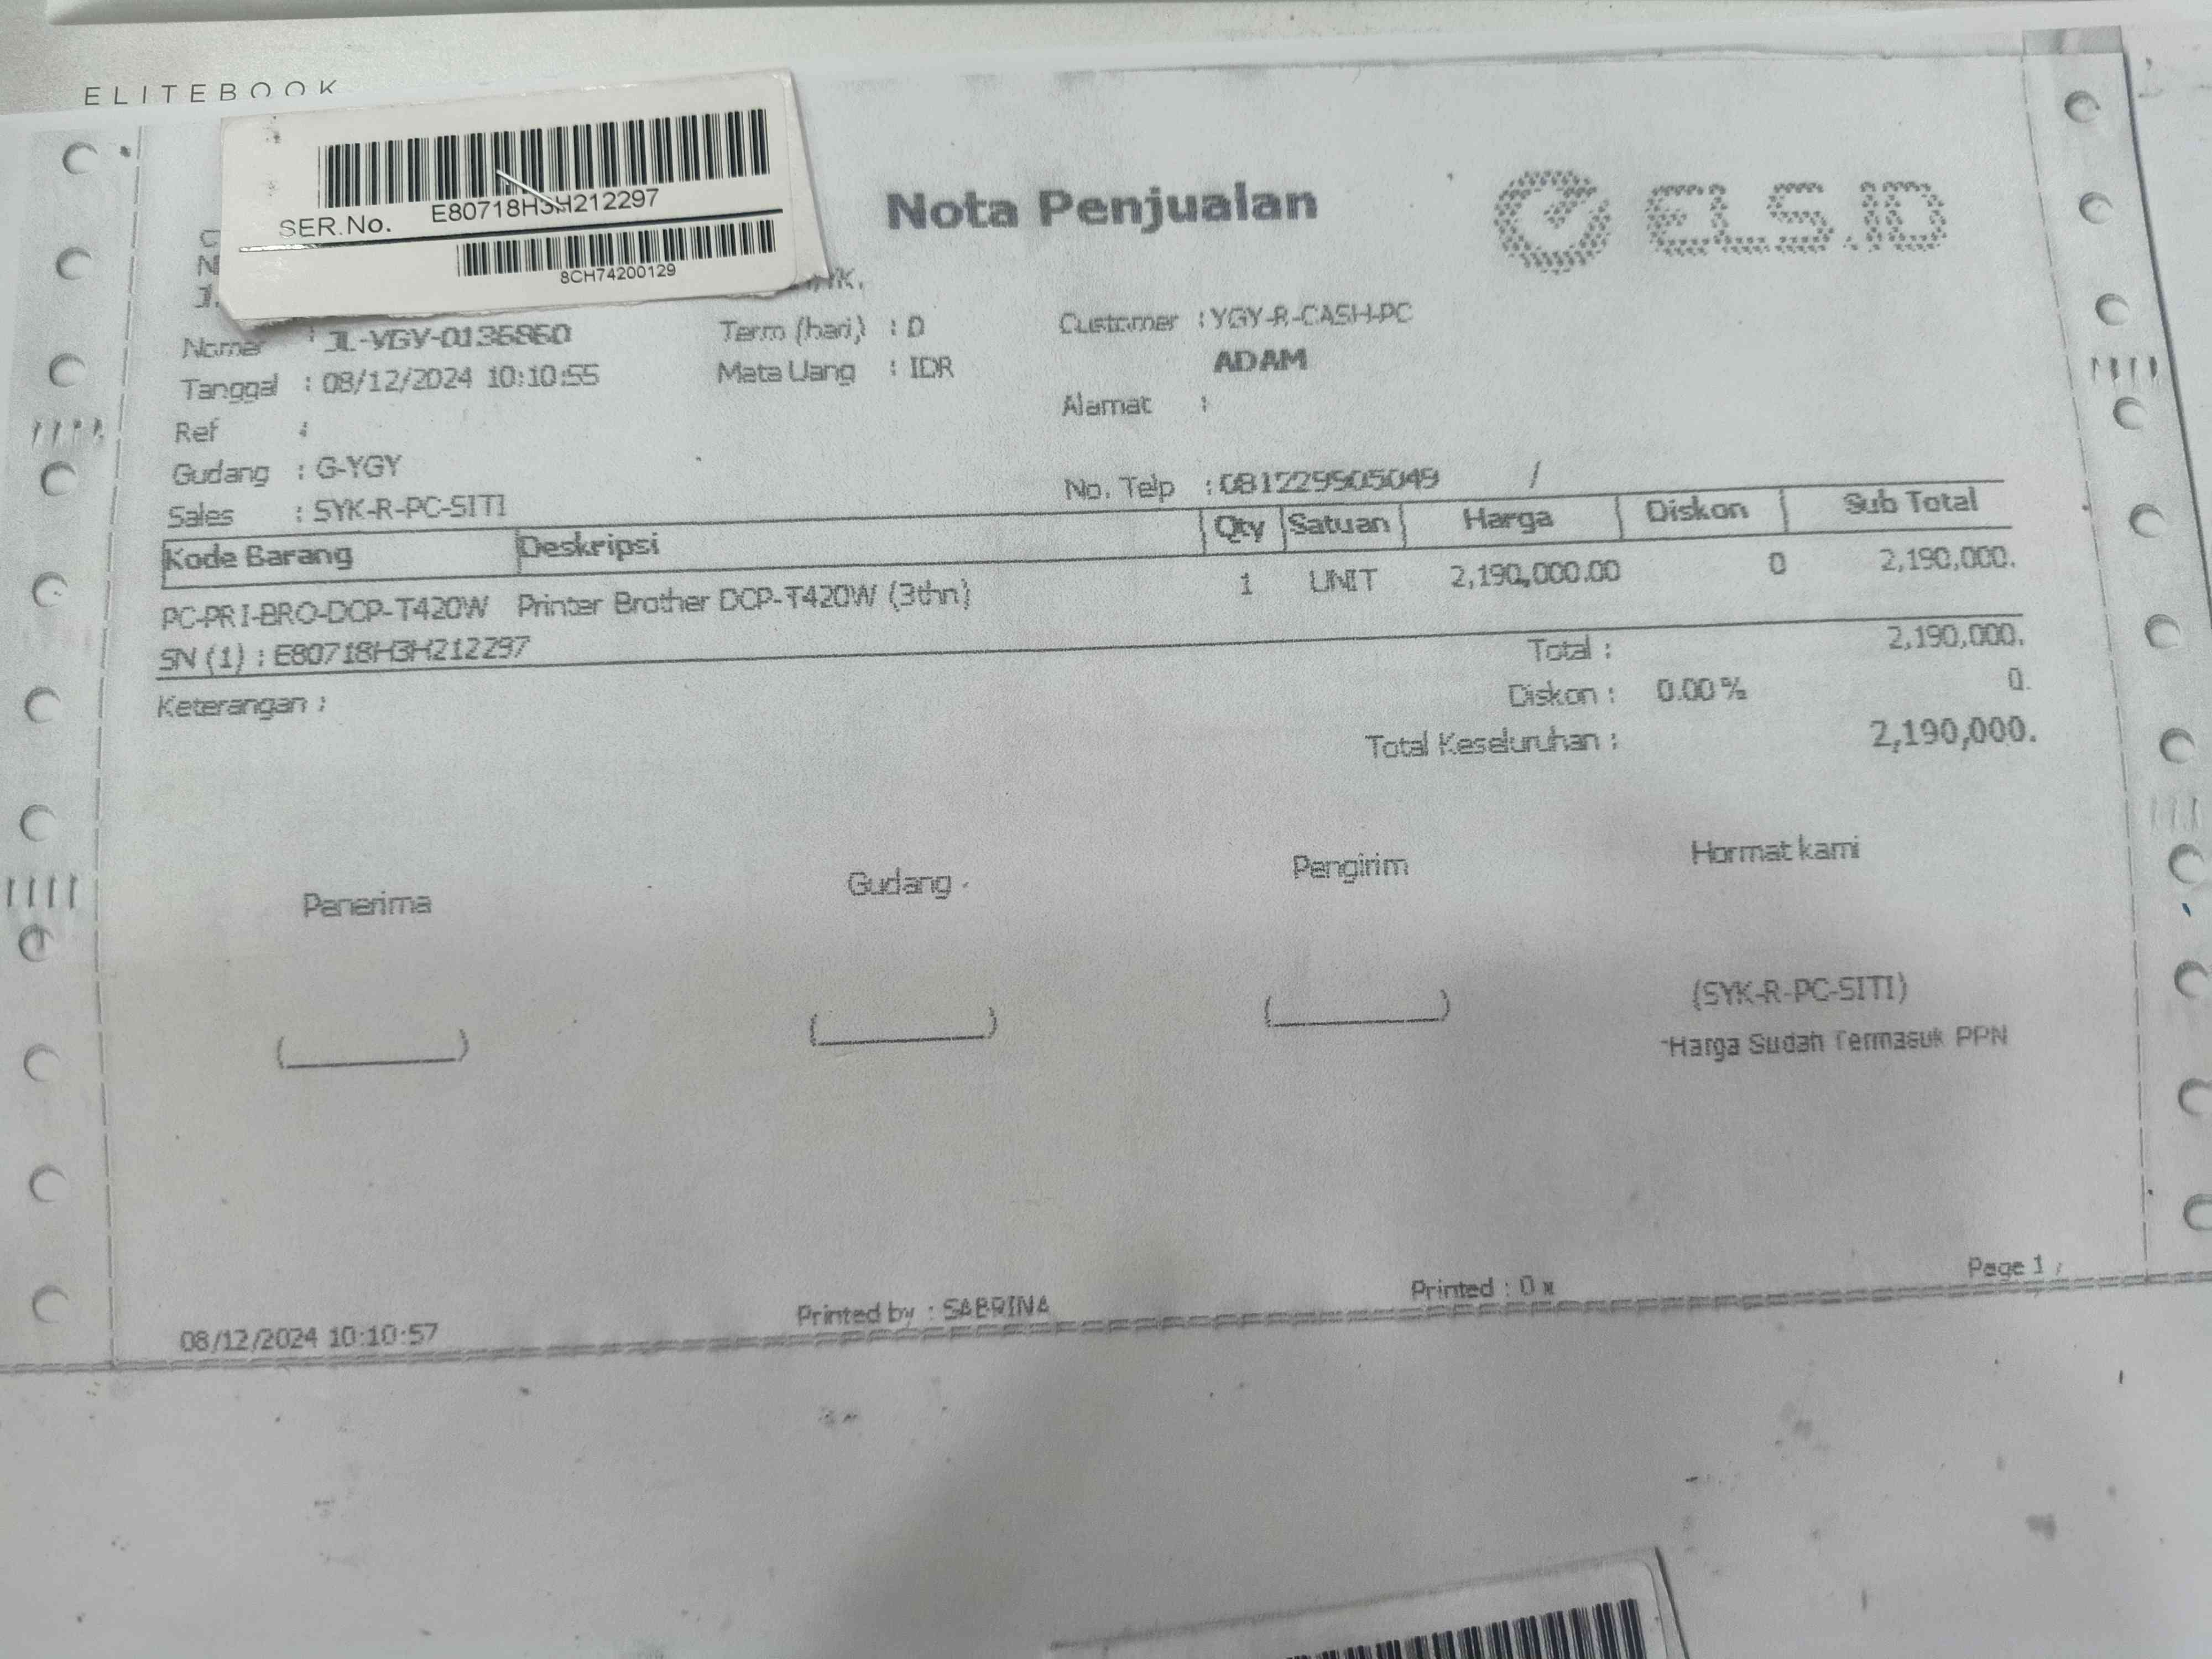 ELITEBOOK
SER.No. E80718H3H212297
8CH74200129
Nota Penjualan
ELS.ID
Nomor : JL-YGY-0136860
Term (hari) : 0
Customer : YGY-R-CASH-PC
ADAM
Tanggal : 08/12/2024 10:10:55
Mata Uang : IDR
Alamat :
Ref :
Gudang : G-YGY
No. Telp : 081229905049 /
Sales : SYK-R-PC-SITI
Kode Barang Deskripsi Qty Satuan Harga Diskon Sub Total
PC-PRI-BRO-DCP-T420W Printer Brother DCP-T420W (3thn) 1 UNIT 2,190,000.00 0 2,190,000.
SN (1) : E80718H3H212297
Keterangan :
Total : 2,190,000.
Diskon : 0.00 % 0.
Total Keseluruhan : 2,190,000.
Penerima Gudang Pengirim Hormat kami
(SYK-R-PC-SITI)
*Harga Sudah Termasuk PPN
08/12/2024 10:10:57 Printed by : SABRINA Printed : 0 x Page 1 /